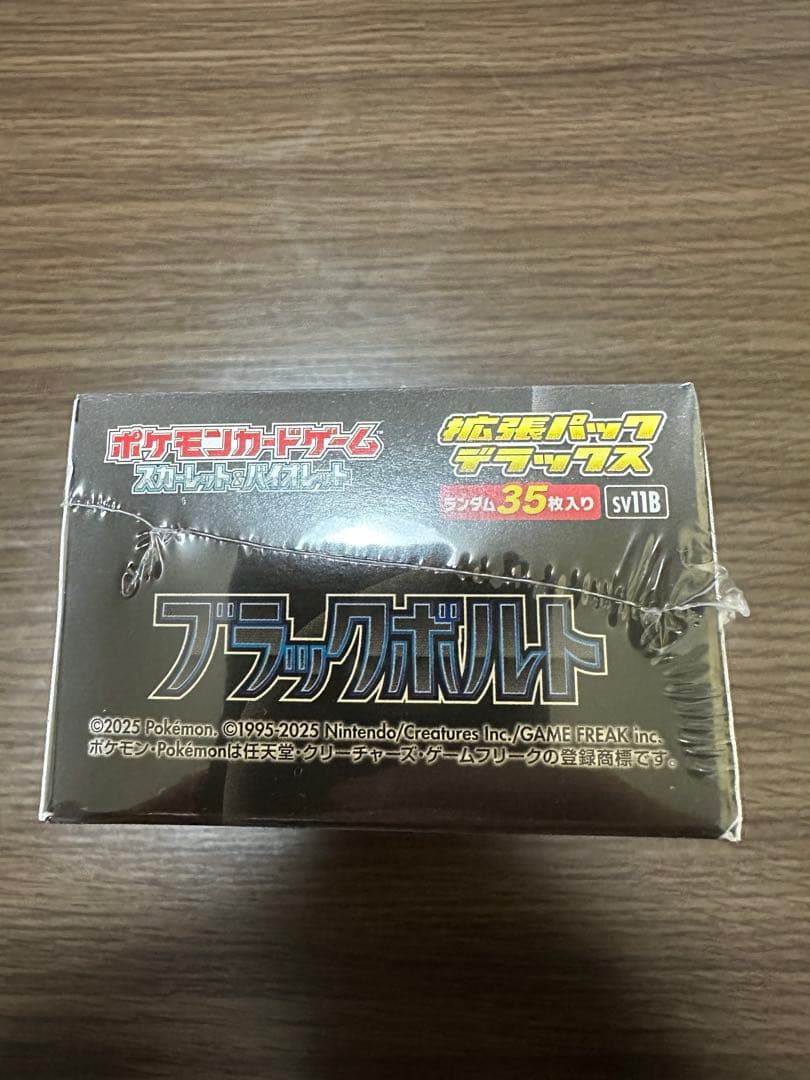 ポケモンカードゲーム™
スカーレット&バイオレット
拡張パック
デラックス
ランダム35枚入り
SV11B
ブラックボルト
©2025 Pokémon. ©1995-2025 Nintendo/Creatures Inc./GAME FREAK inc.
ポケモン・Pokémonは任天堂・クリーチャーズ・ゲームフリークの登録商標です。